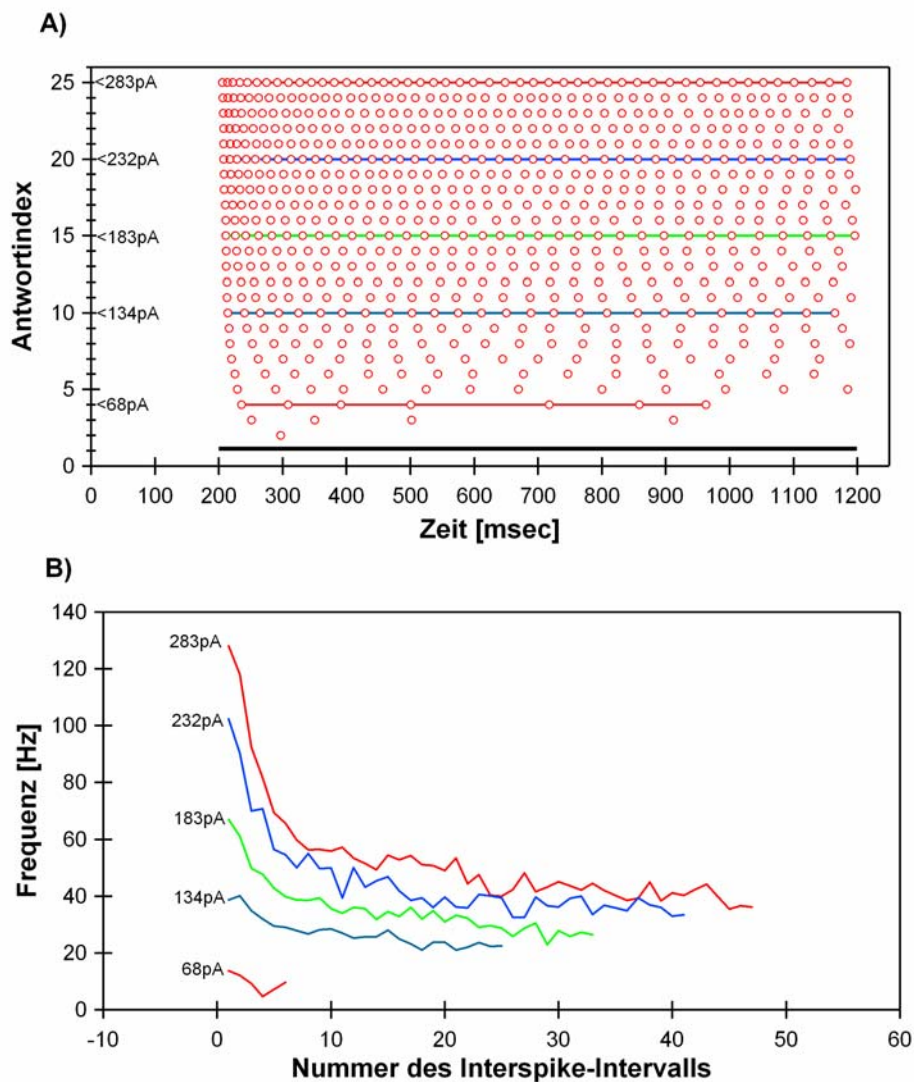 A)
Antwortindex
25
<283pA
20
<232pA
15
<183pA
10
<134pA
5
<68pA
0
0 100 200 300 400 500 600 700 800 900 1000 1100 1200
Zeit [msec]
B)
Frequenz [Hz]
140
120
100
80
60
40
20
0
283pA
232pA
183pA
134pA
68pA
-10 0 10 20 30 40 50 60
Nummer des Interspike-Intervalls